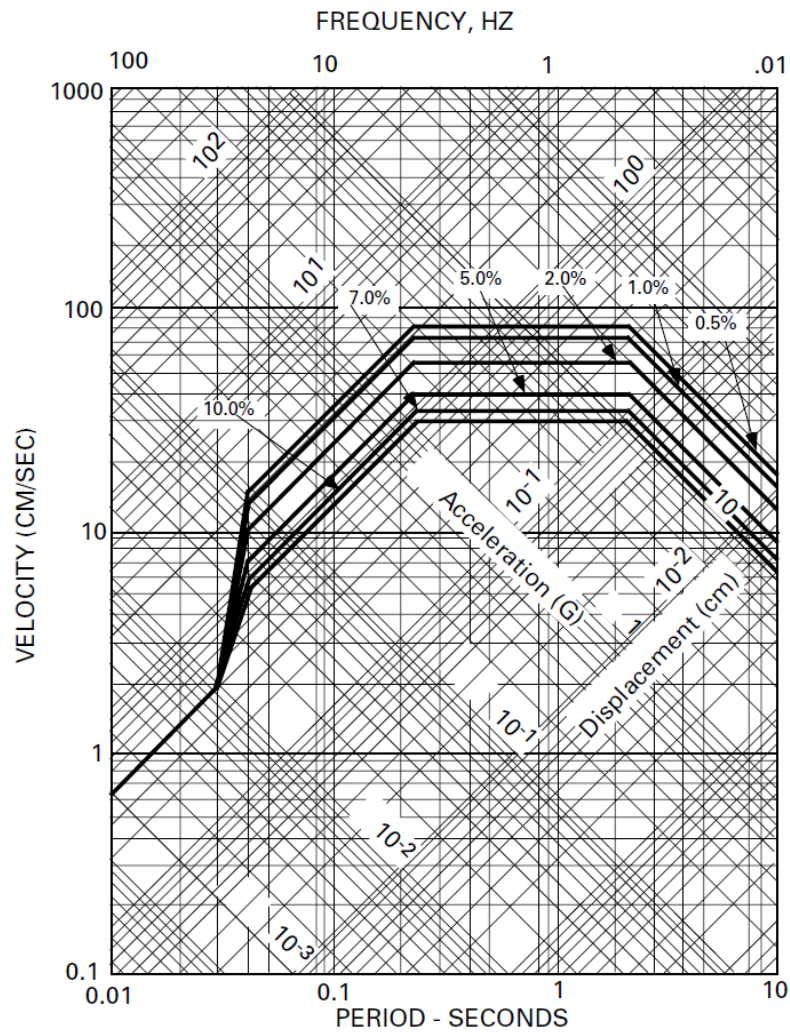 FREQUENCY, HZ
100 10 1 .01
1000
10²
100
10¹
7.0% 5.0% 2.0% 1.0%
100
0.5%
10.0%
10⁻¹
10
Acceleration (G)
10
10⁻²
1
Displacement (cm)
VELOCITY (CM/SEC)
10⁻¹
1
10⁻²
10⁻³
0.1
0.01 0.1 1 10
PERIOD - SECONDS